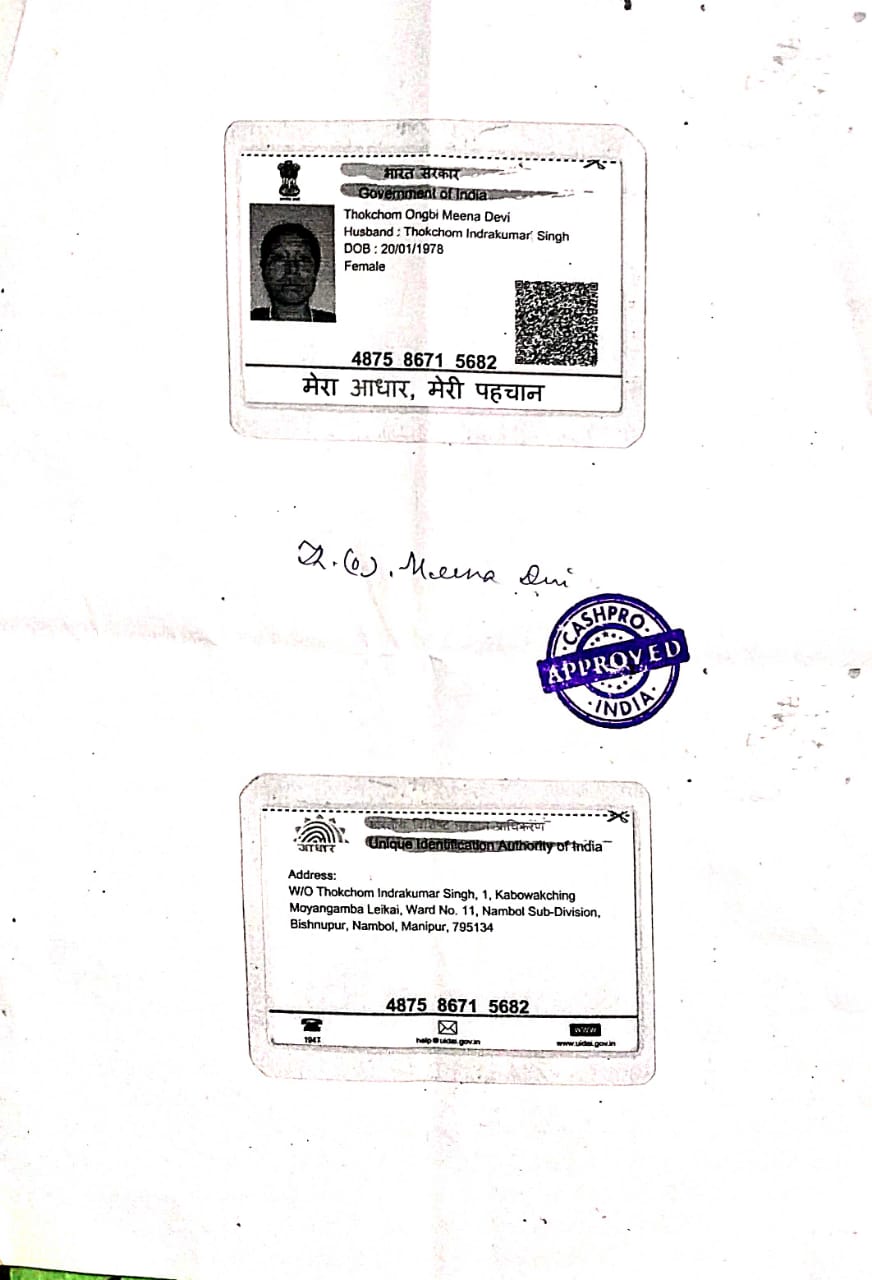 भारत सरकार
Government of India
Thokchom Ongbi Meena Devi
Husband : Thokchom Indrakumar Singh
DOB : 20/01/1978
Female
4875 8671 5682
मेरा आधार, मेरी पहचान
Th. (o). Meena Devi
CASHPRO
APPROVED
INDIA
भारतीय विशिष्ट पहचान प्राधिकरण
आधार
Unique Identification Authority of India
Address:
W/O Thokchom Indrakumar Singh, 1, Kabowakching
Moyangamba Leikai, Ward No. 11, Nambol Sub-Division,
Bishnupur, Nambol, Manipur, 795134
4875 8671 5682
WWW
1947
help@uidai.gov.in
www.uidai.gov.in